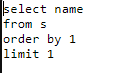 select name
from s
order by 1
limit 1